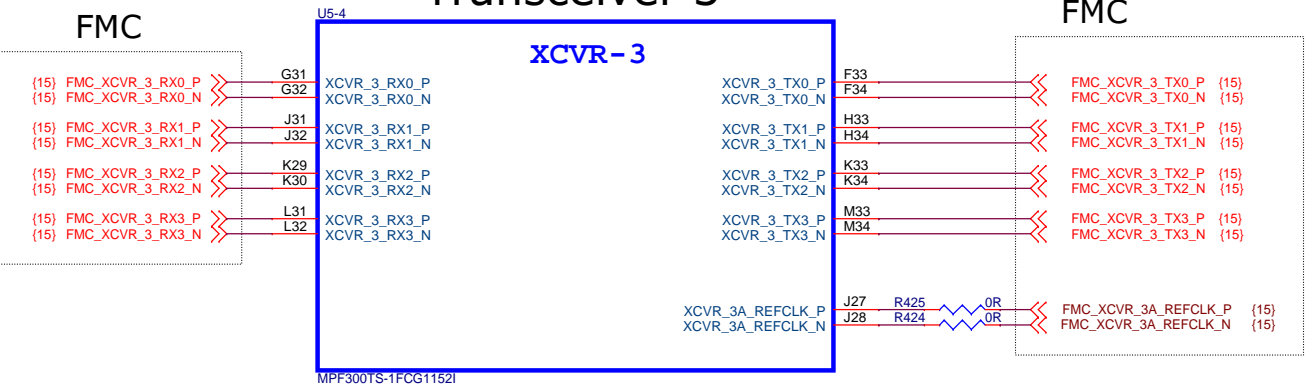 Transceiver 3
FMC
FMC
U5-4
XCVR-3
{15} FMC_XCVR_3_RX0_P G31 XCVR_3_RX0_P XCVR_3_TX0_P F33 FMC_XCVR_3_TX0_P {15}
{15} FMC_XCVR_3_RX0_N G32 XCVR_3_RX0_N XCVR_3_TX0_N F34 FMC_XCVR_3_TX0_N {15}
{15} FMC_XCVR_3_RX1_P J31 XCVR_3_RX1_P XCVR_3_TX1_P H33 FMC_XCVR_3_TX1_P {15}
{15} FMC_XCVR_3_RX1_N J32 XCVR_3_RX1_N XCVR_3_TX1_N H34 FMC_XCVR_3_TX1_N {15}
{15} FMC_XCVR_3_RX2_P K29 XCVR_3_RX2_P XCVR_3_TX2_P K33 FMC_XCVR_3_TX2_P {15}
{15} FMC_XCVR_3_RX2_N K30 XCVR_3_RX2_N XCVR_3_TX2_N K34 FMC_XCVR_3_TX2_N {15}
{15} FMC_XCVR_3_RX3_P L31 XCVR_3_RX3_P XCVR_3_TX3_P M33 FMC_XCVR_3_TX3_P {15}
{15} FMC_XCVR_3_RX3_N L32 XCVR_3_RX3_N XCVR_3_TX3_N M34 FMC_XCVR_3_TX3_N {15}
XCVR_3A_REFCLK_P J27 R425 0R FMC_XCVR_3A_REFCLK_P {15}
XCVR_3A_REFCLK_N J28 R424 0R FMC_XCVR_3A_REFCLK_N {15}
MPF300TS-1FCG1152I